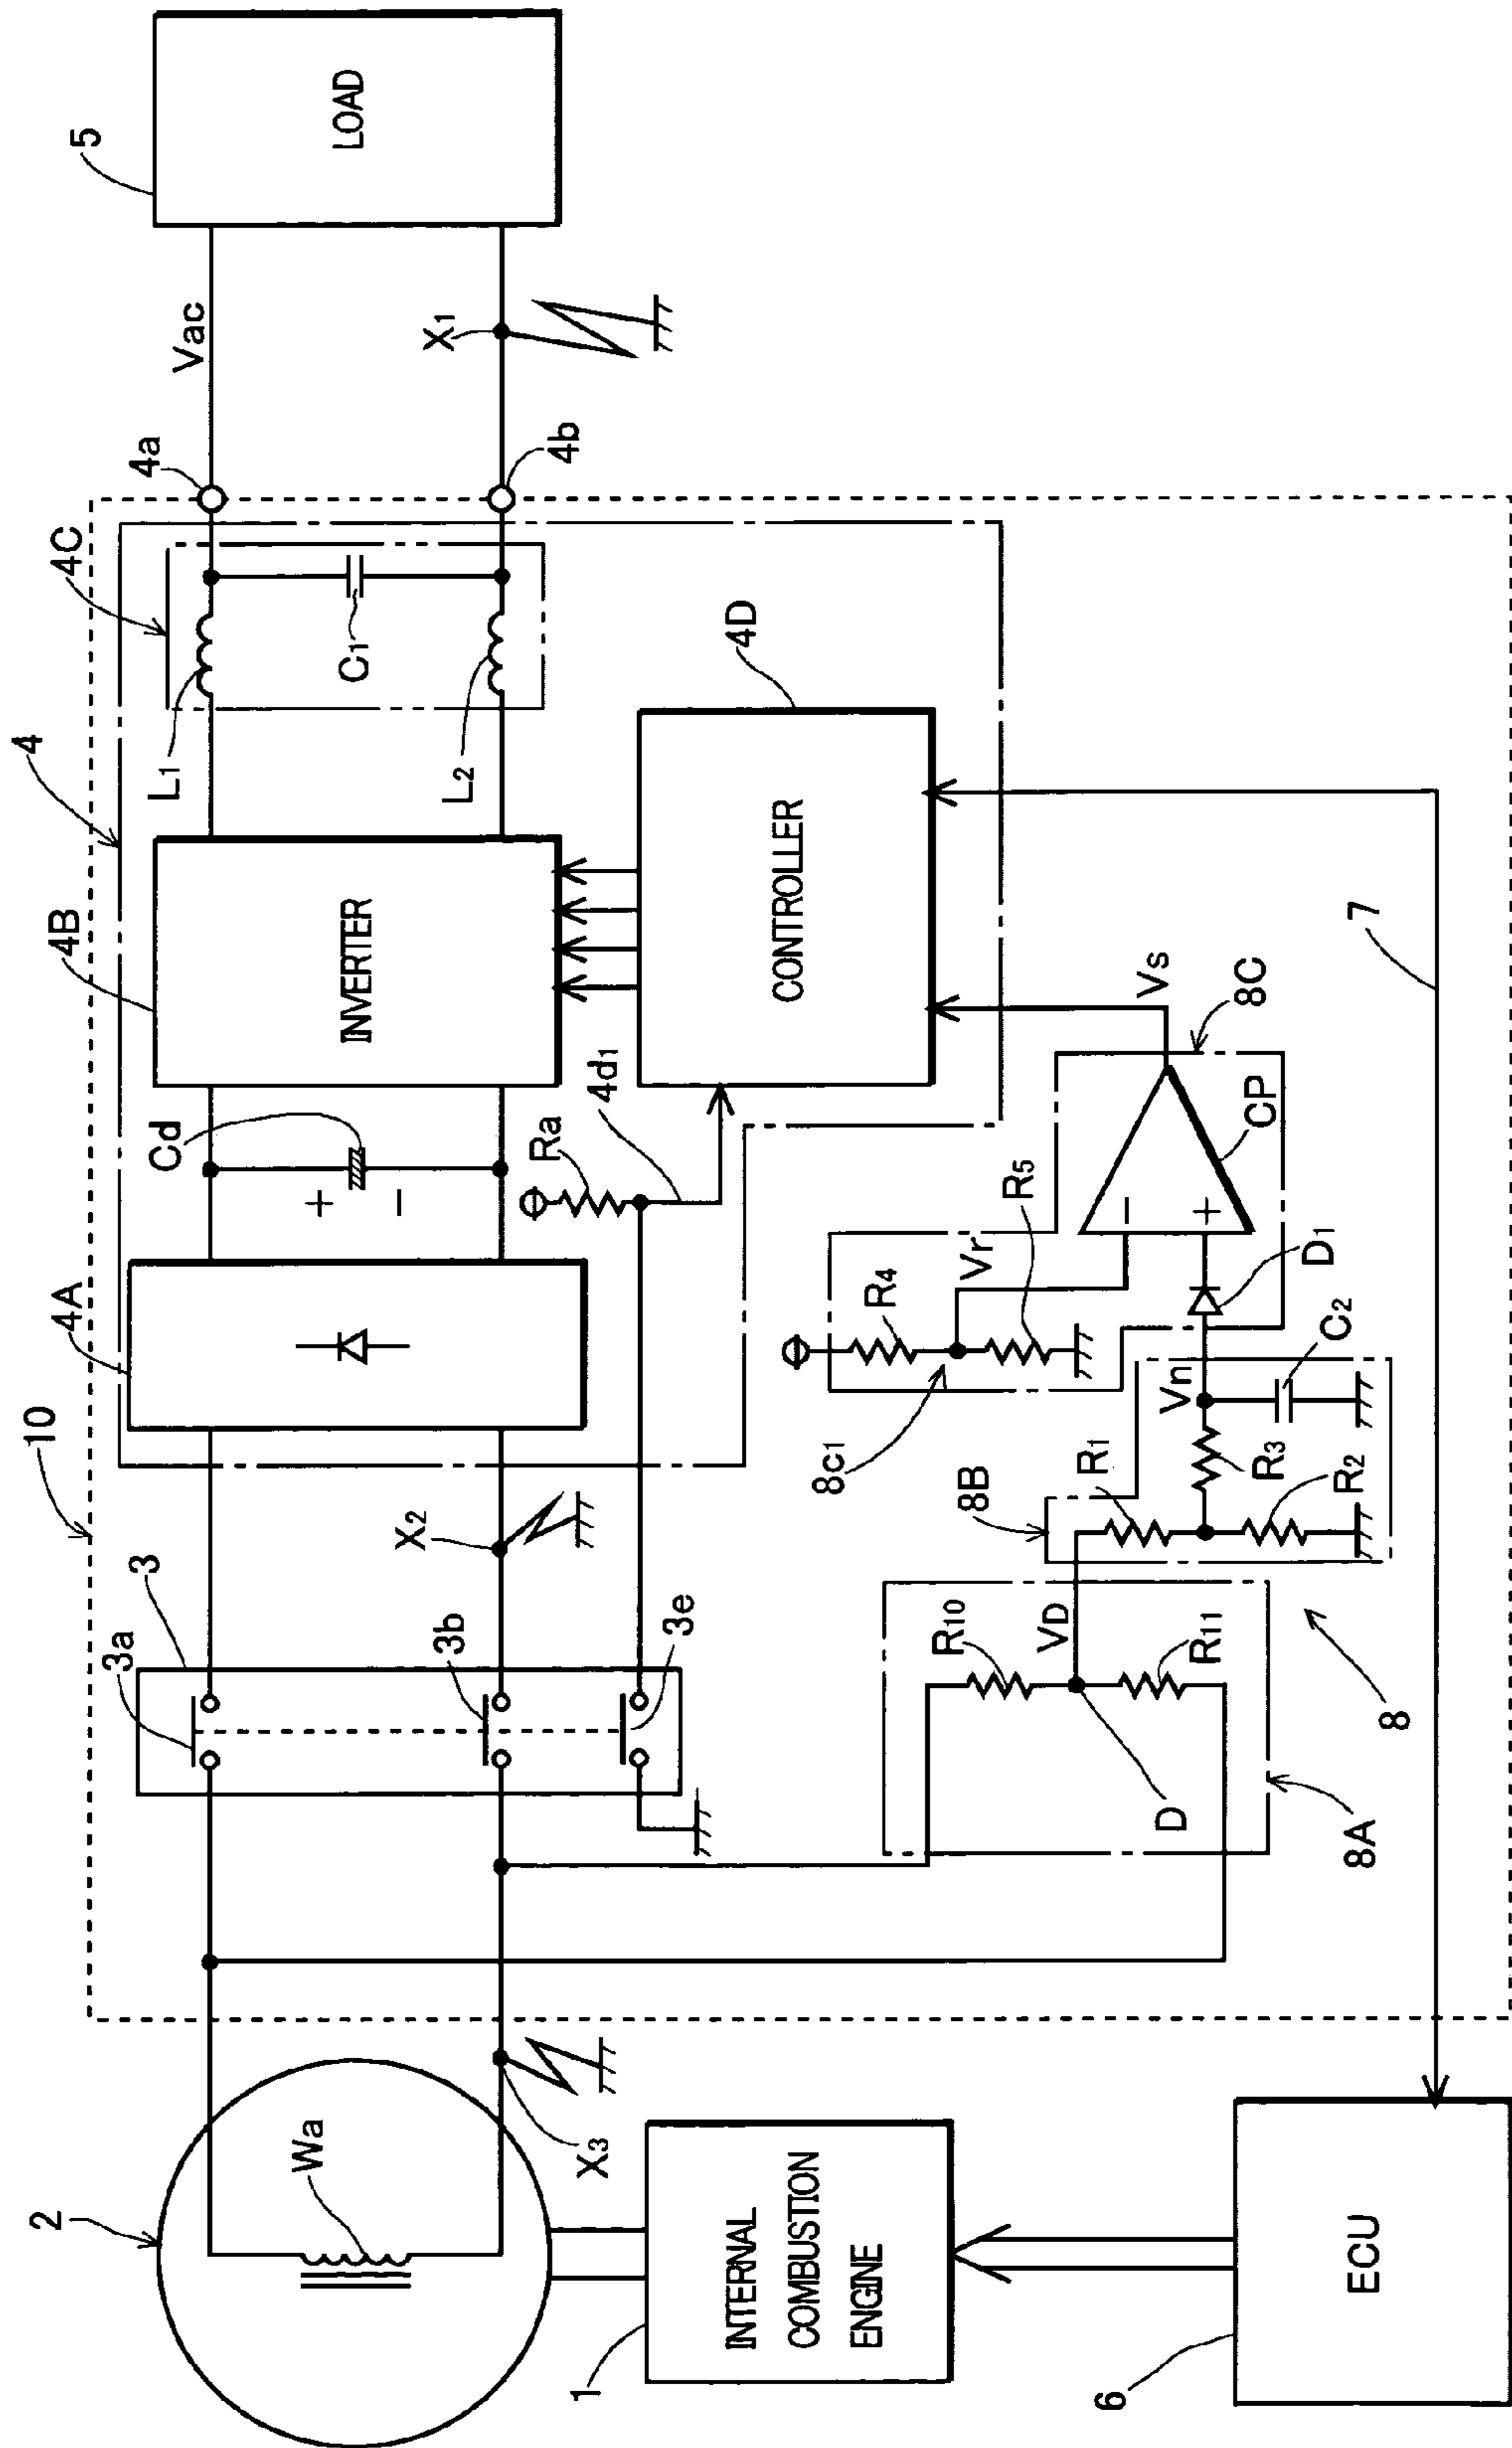 10
4
4A
4B
4C
4a
4b
5
LOAD
Vac
X1
3
3a
3b
3e
X2
Cd
+
−
INVERTER
L1
L2
C1
2
Wa
X3
Ra
4d1
CONTROLLER
4D
1
INTERNAL
COMBUSTION
ENGINE
R10
VD
R11
D
8A
8
8B
R1
R2
R3
Vn
C2
8c1
R4
R5
Vr
−
+
D1
CP
8C
Vs
7
6
ECU